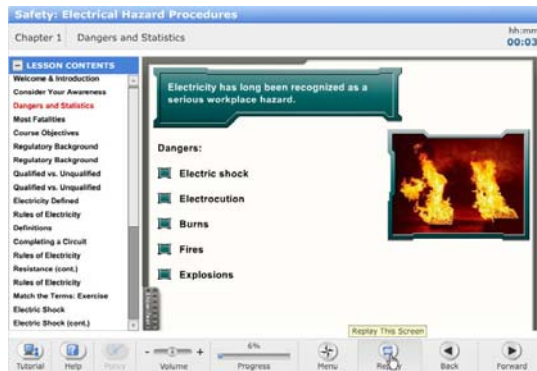 Safety: Electrical Hazard Procedures
Chapter 1 Dangers and Statistics
hh:mm
00:03
LESSON CONTENTS
Welcome & Introduction
Consider Your Awareness
Dangers and Statistics
Most Fatalities
Course Objectives
Regulatory Background
Regulatory Background
Qualified vs. Unqualified
Qualified vs. Unqualified
Electricity Defined
Rules of Electricity
Definitions
Completing a Circuit
Rules of Electricity
Resistance (cont.)
Rules of Electricity
Match the Terms: Exercise
Electric Shock
Electric Shock (cont.)
Electricity has long been recognized as a
serious workplace hazard.
Dangers:
Electric shock
Electrocution
Burns
Fires
Explosions
Replay This Screen
Tutorial
Help
- +
Volume
6%
Progress
Menu
Back
Forward